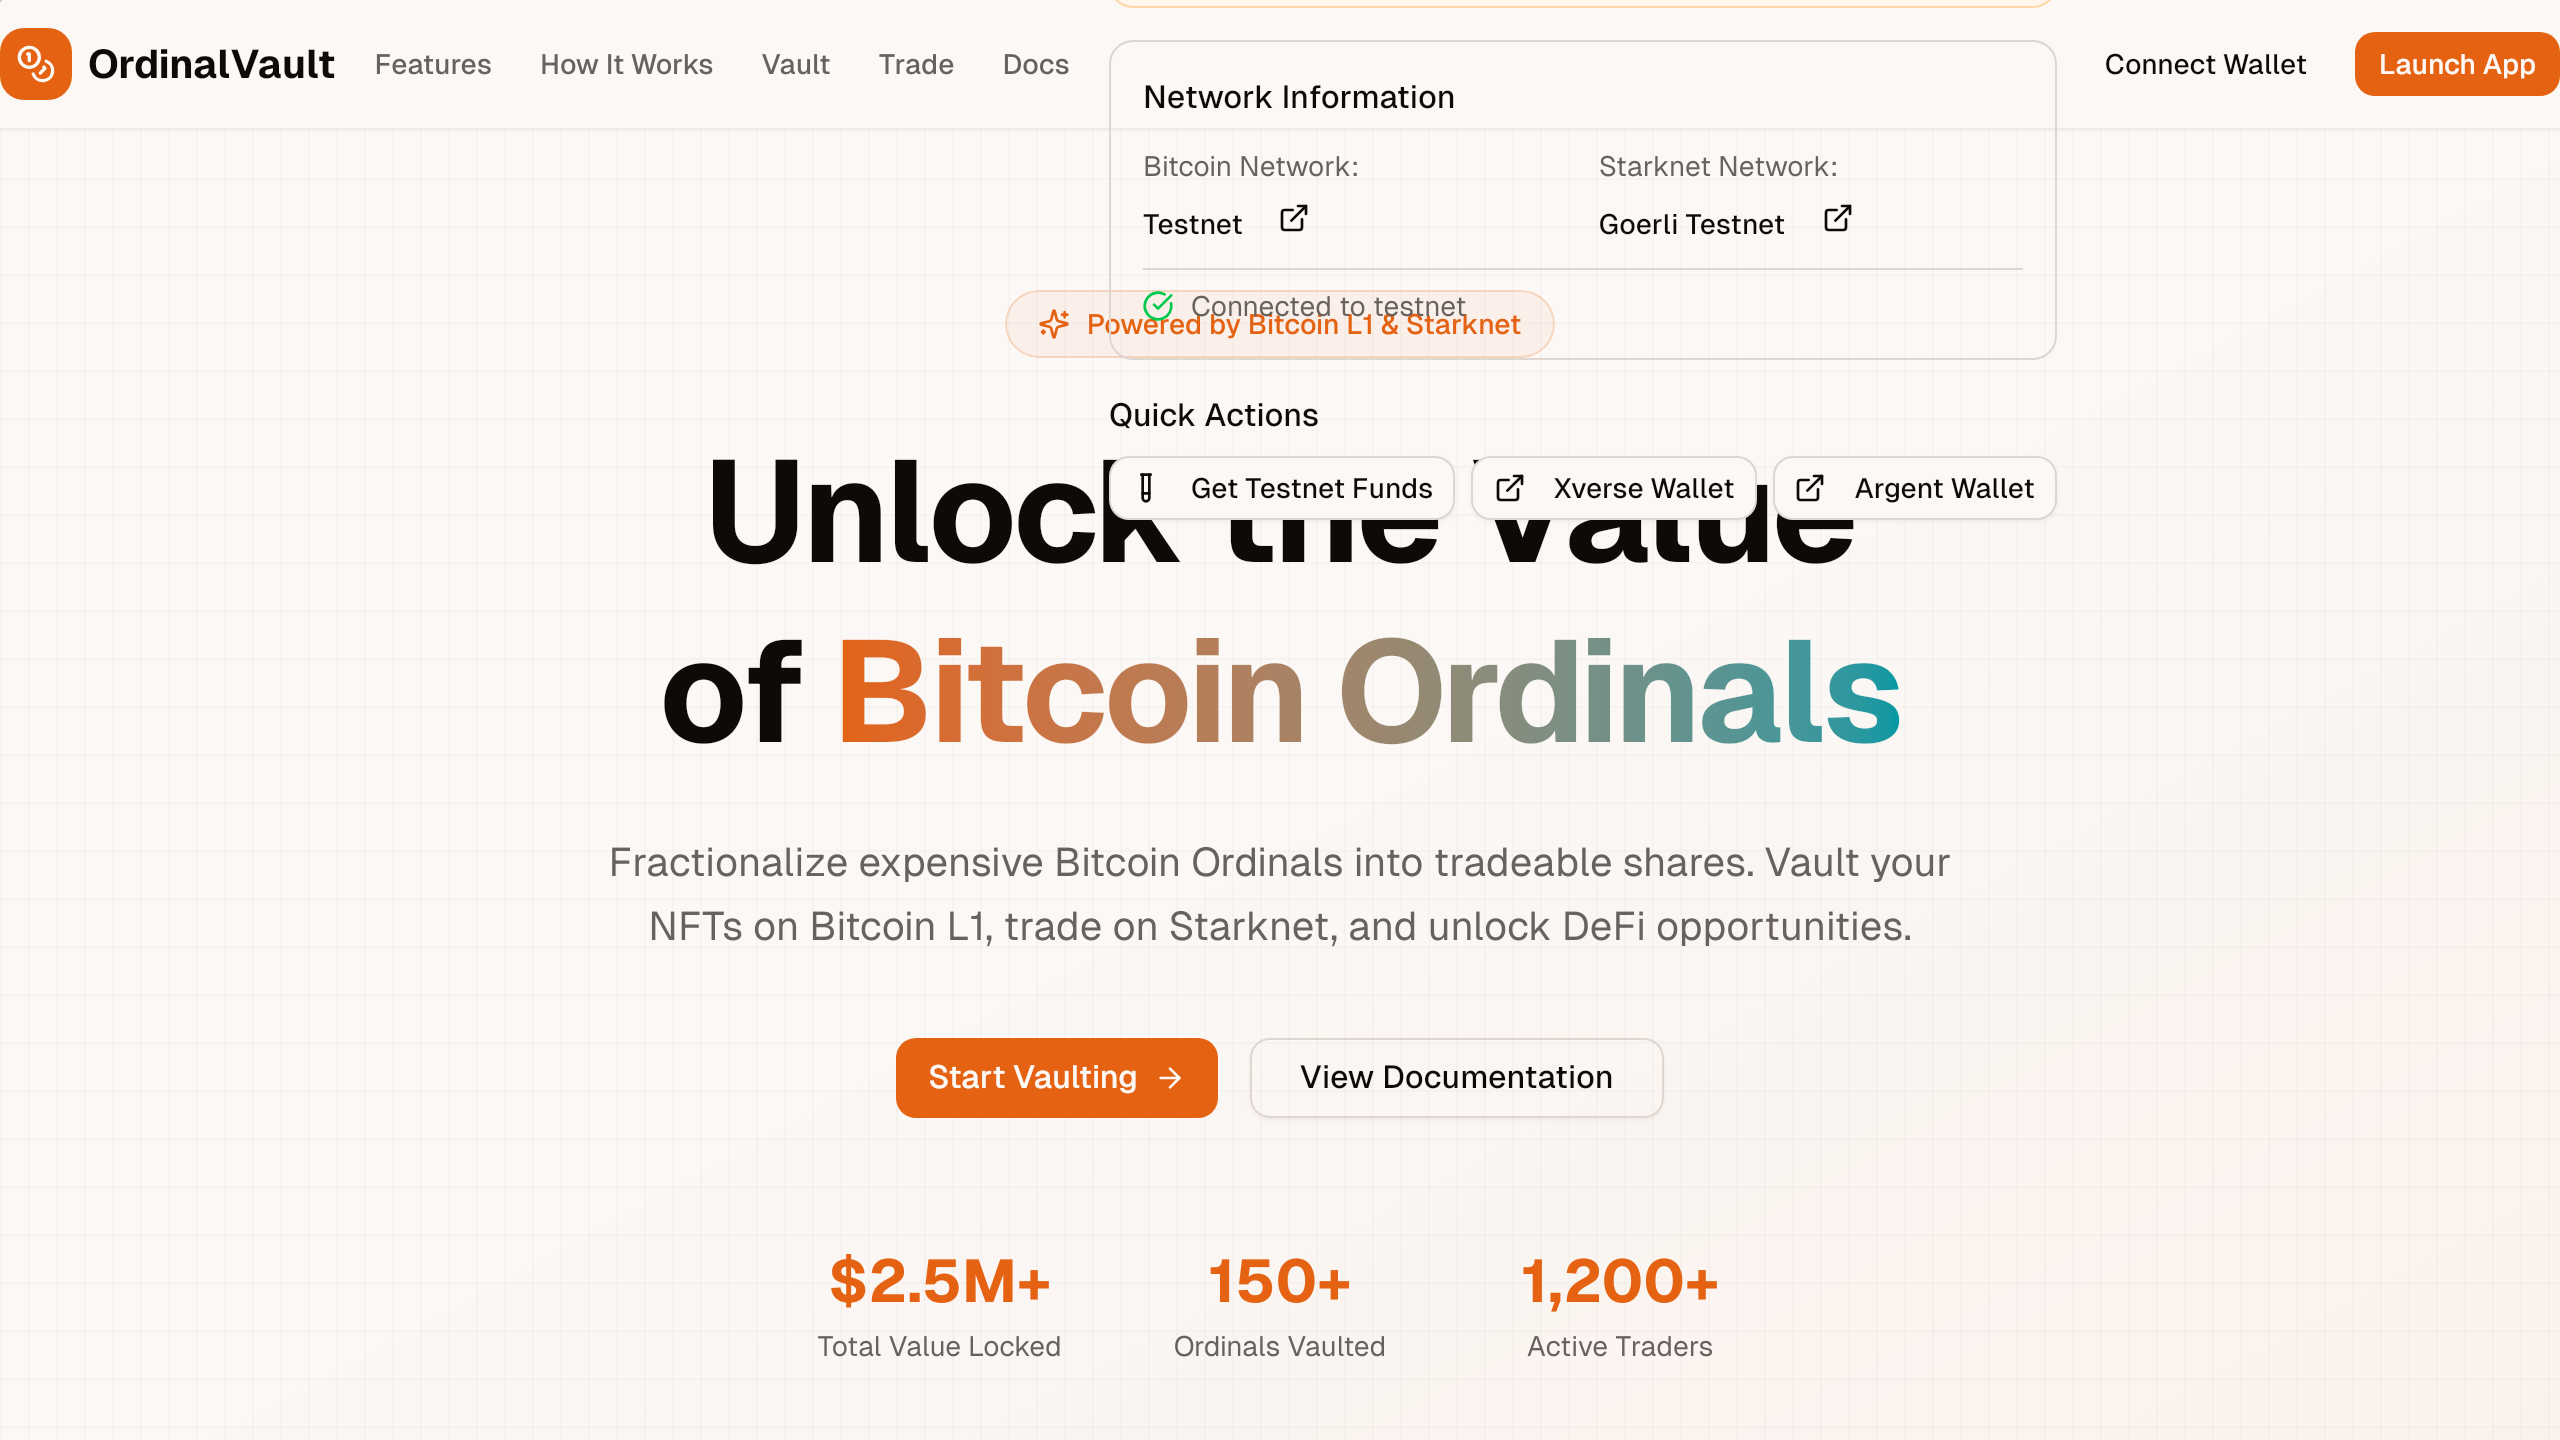 OrdinalVault
Features
How It Works
Vault
Trade
Docs
Connect Wallet
Launch App
Network Information
Bitcoin Network:
Starknet Network:
Testnet
Goerli Testnet
Connected to testnet
Powered by Bitcoin L1 & Starknet
Quick Actions
Get Testnet Funds
Xverse Wallet
Argent Wallet
Unlock the Value
of Bitcoin Ordinals
Fractionalize expensive Bitcoin Ordinals into tradeable shares. Vault your
NFTs on Bitcoin L1, trade on Starknet, and unlock DeFi opportunities.
Start Vaulting
View Documentation
$2.5M+
150+
1,200+
Total Value Locked
Ordinals Vaulted
Active Traders